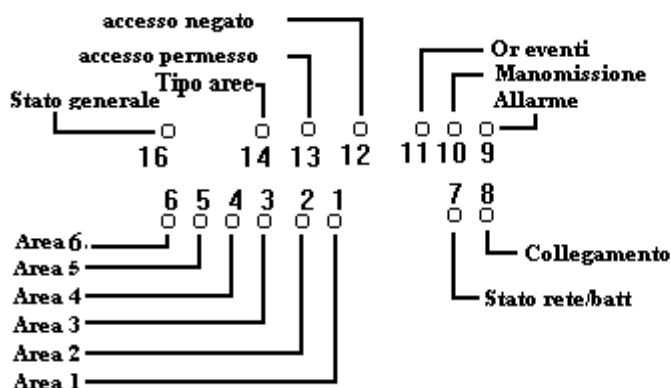 accesso negato
accesso permesso
Tipo aree
Stato generale
Or eventi
Manomissione
Allarme
16 14 13 12 11 10 9
6 5 4 3 2 1 7 8
Area 6.
Area 5
Area 4
Area 3
Area 2
Area 1
Collegamento
Stato rete/batt